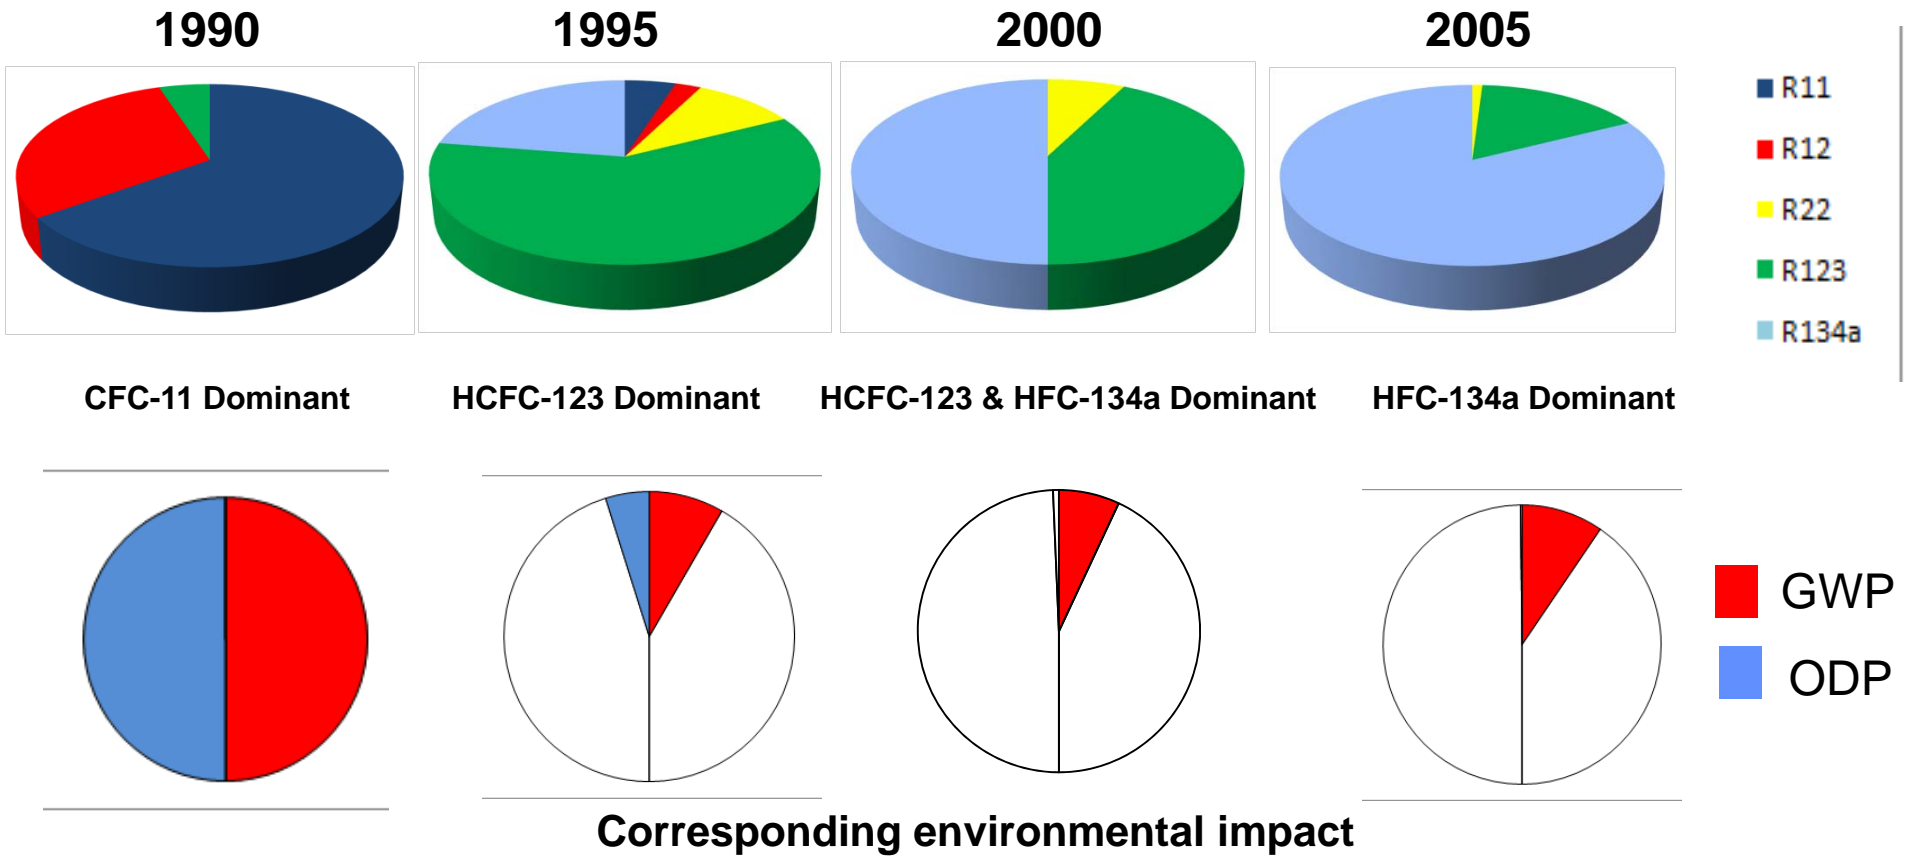 1990 1995 2000 2005
R11
R12
R22
R123
R134a
CFC-11 Dominant HCFC-123 Dominant HCFC-123 & HFC-134a Dominant HFC-134a Dominant
GWP
ODP
Corresponding environmental impact